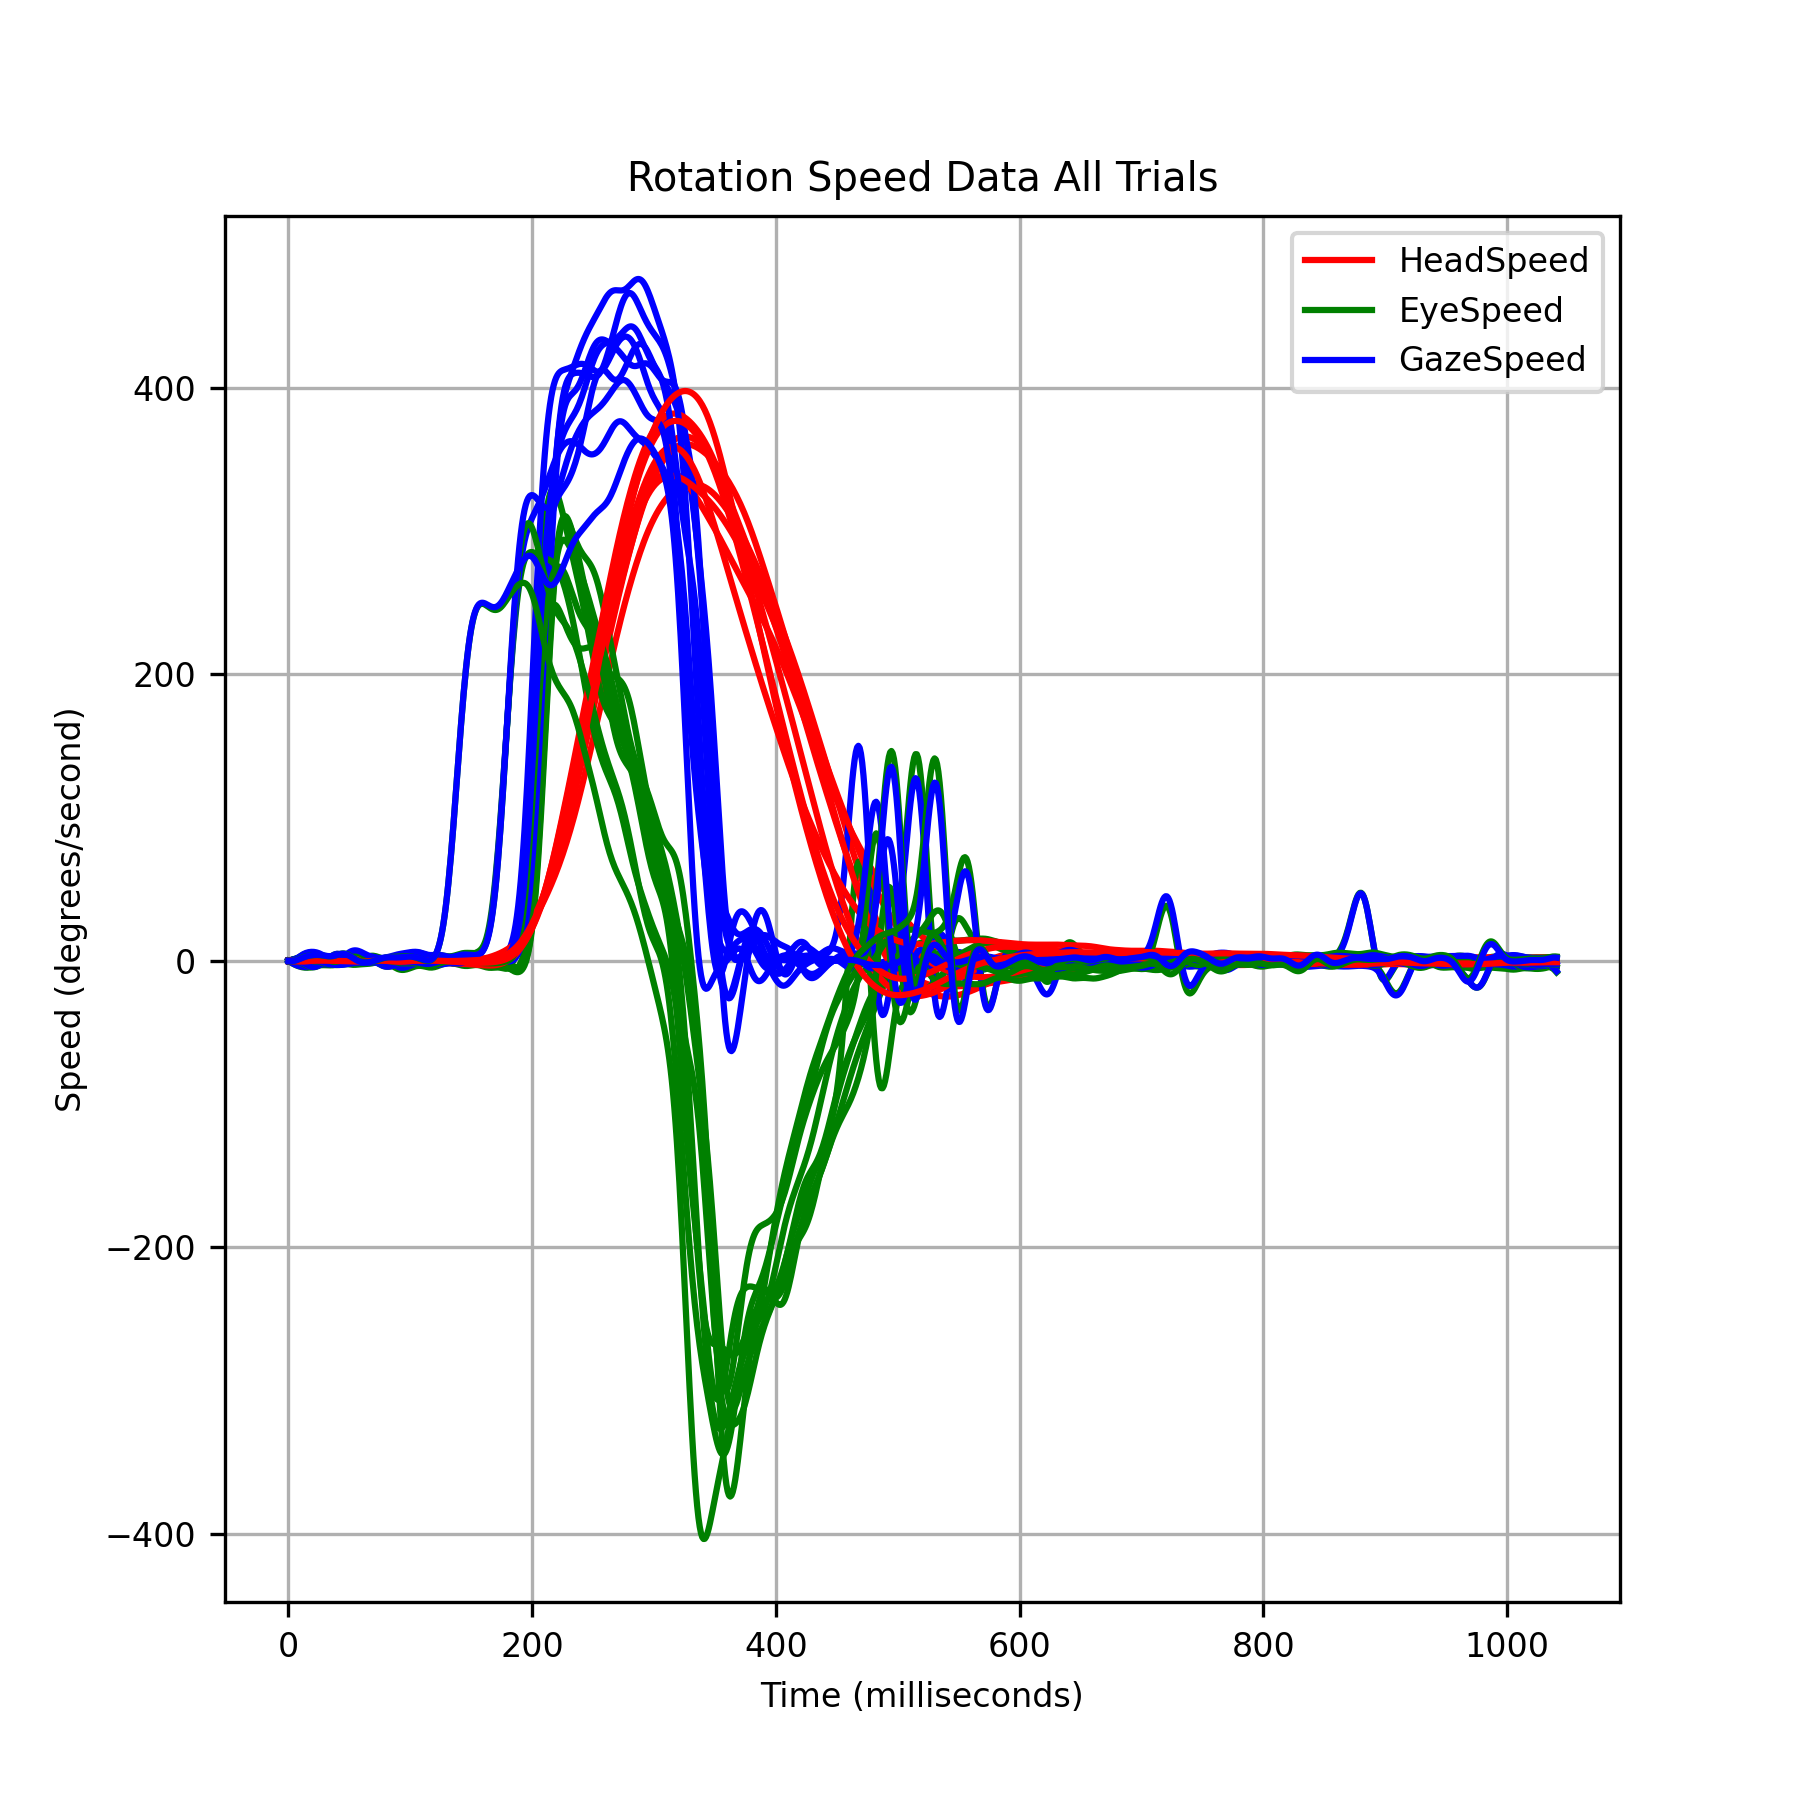 Rotation Speed Data All Trials
HeadSpeed
EyeSpeed
GazeSpeed
400
200
0
−200
−400
Speed (degrees/second)
0 200 400 600 800 1000
Time (milliseconds)